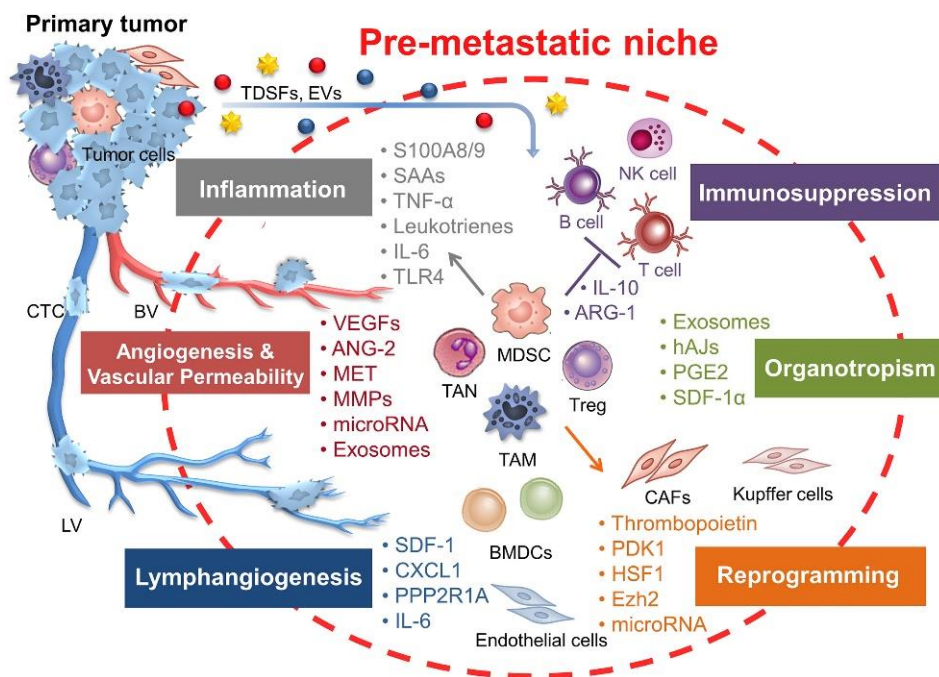 Primary tumor
Pre-metastatic niche
TDSFs, EVs
Tumor cells
Inflammation
• S100A8/9
• SAAs
• TNF-α
• Leukotrienes
• IL-6
• TLR4
NK cell
B cell
T cell
Immunosuppression
• IL-10
• ARG-1
CTC
BV
Angiogenesis &
Vascular Permeability
• VEGFs
• ANG-2
• MET
• MMPs
• microRNA
• Exosomes
MDSC
TAN
Treg
TAM
• Exosomes
• hAJs
• PGE2
• SDF-1α
Organotropism
CAFs
Kupffer cells
BMDCs
LV
Lymphangiogenesis
• SDF-1
• CXCL1
• PPP2R1A
• IL-6
Endothelial cells
• Thrombopoietin
• PDK1
• HSF1
• Ezh2
• microRNA
Reprogramming